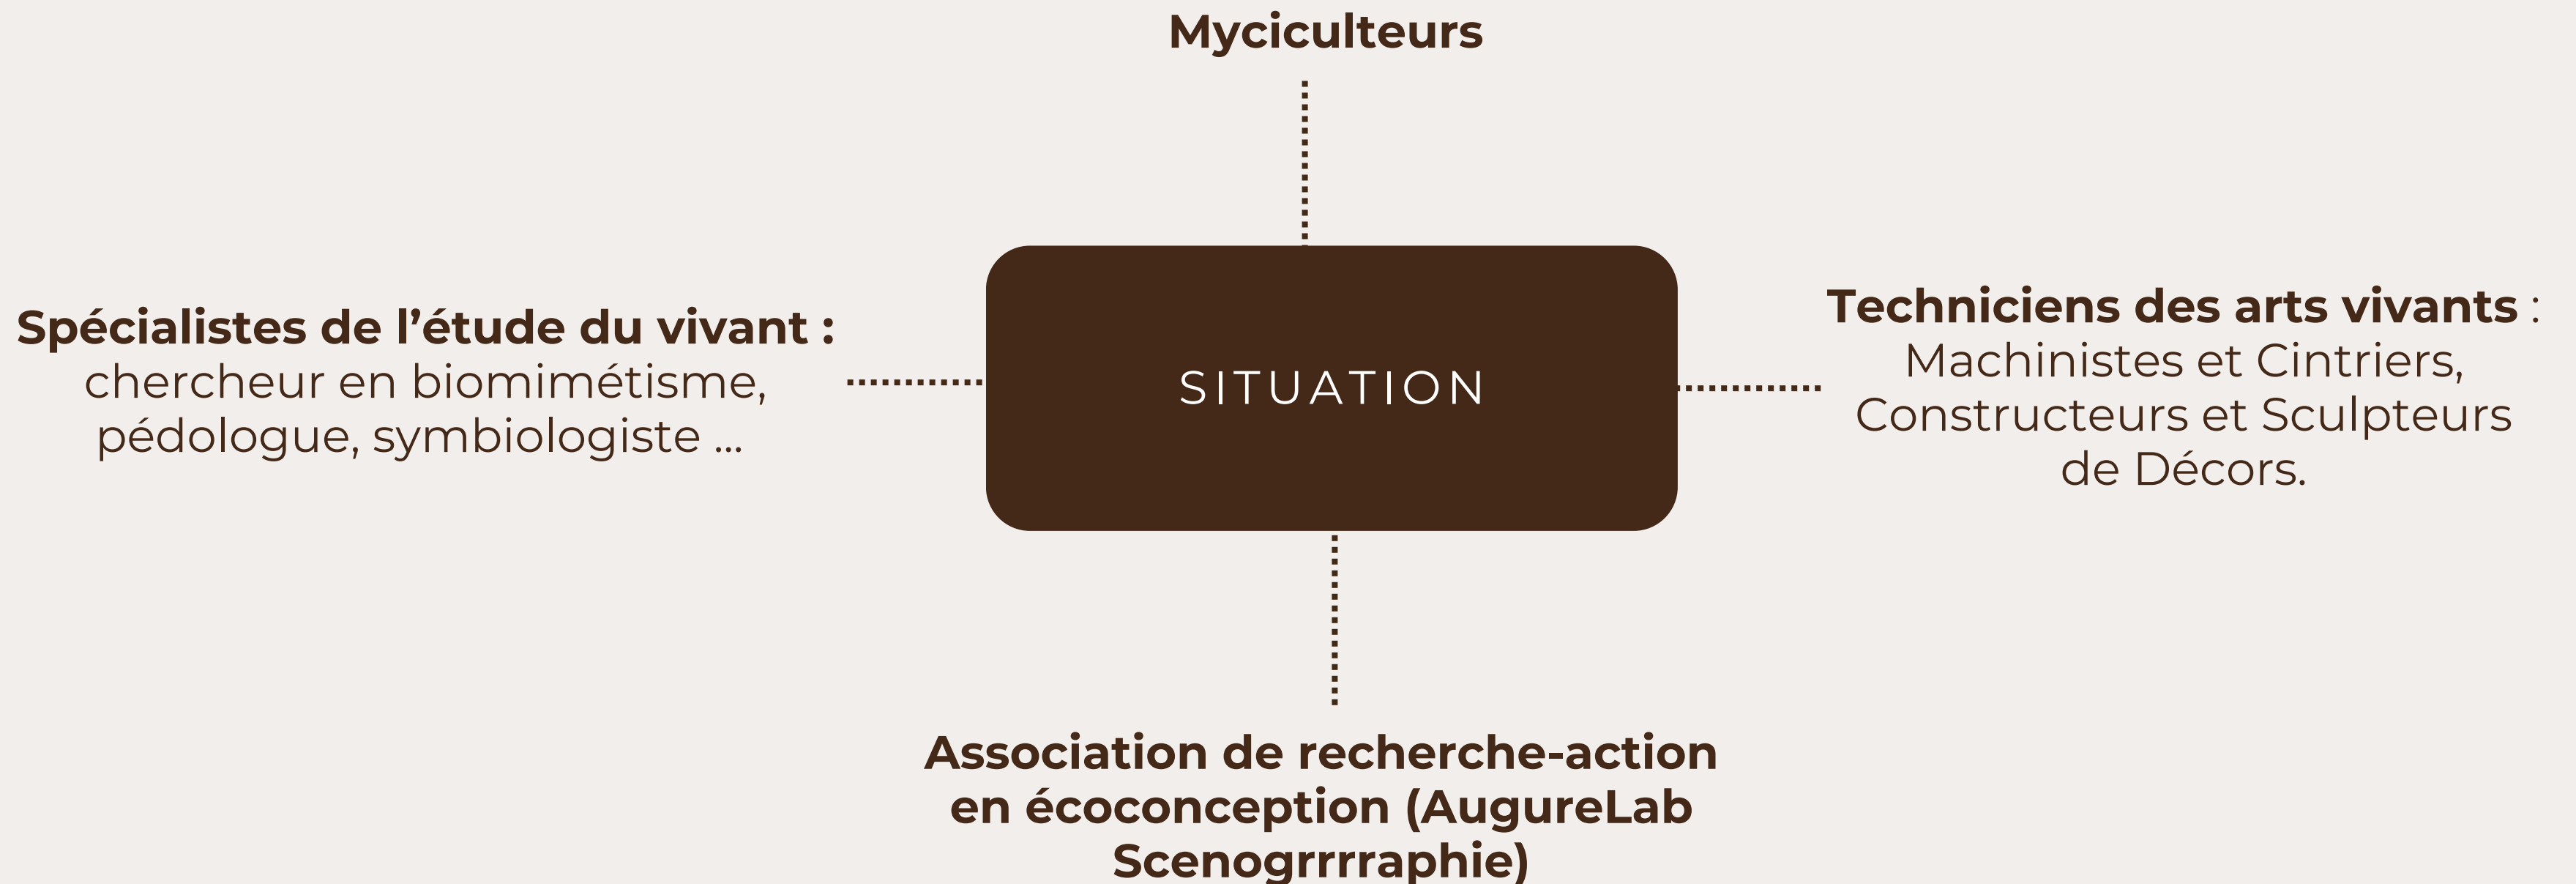 Myciculteurs
Spécialistes de l’étude du vivant :
chercheur en biomimétisme,
pédologue, symbiologiste ...
SITUATION
Techniciens des arts vivants :
Machinistes et Cintriers,
Constructeurs et Sculpteurs
de Décors.
Association de recherche-action
en écoconception (AugureLab
Scenogrrrraphie)